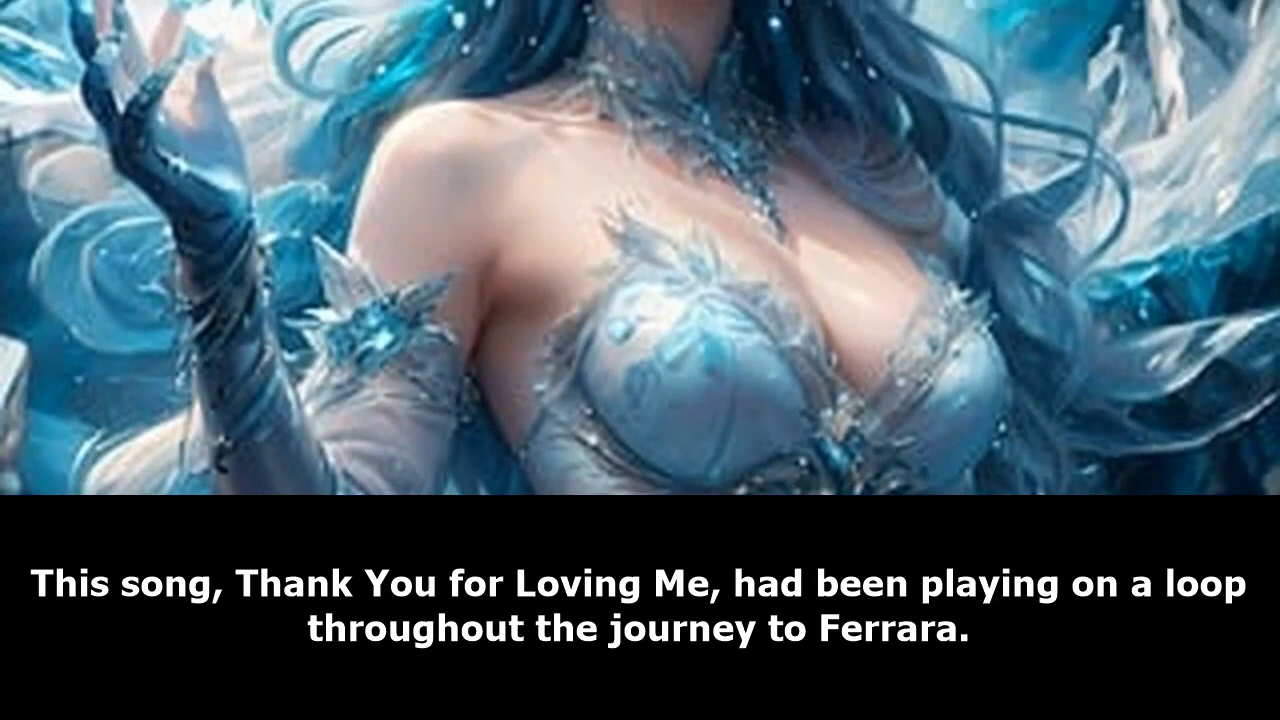 This song, Thank You for Loving Me, had been playing on a loop
throughout the journey to Ferrara.